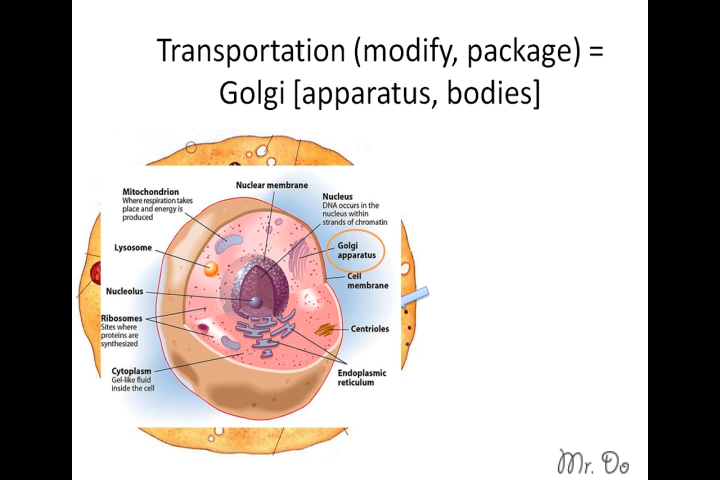 Transportation (modify, package) =
Golgi [apparatus, bodies]
Nuclear membrane
Mitochondrion
Where respiration takes
place and energy is
produced
Nucleus
DNA occurs in the
nucleus within
strands of chromatin
Lysosome
Golgi
apparatus
Cell
membrane
Nucleolus
Ribosomes
Sites where
proteins are
synthesized
Centrioles
Cytoplasm
Gel-like fluid
inside the cell
Endoplasmic
reticulum
Mr. Do